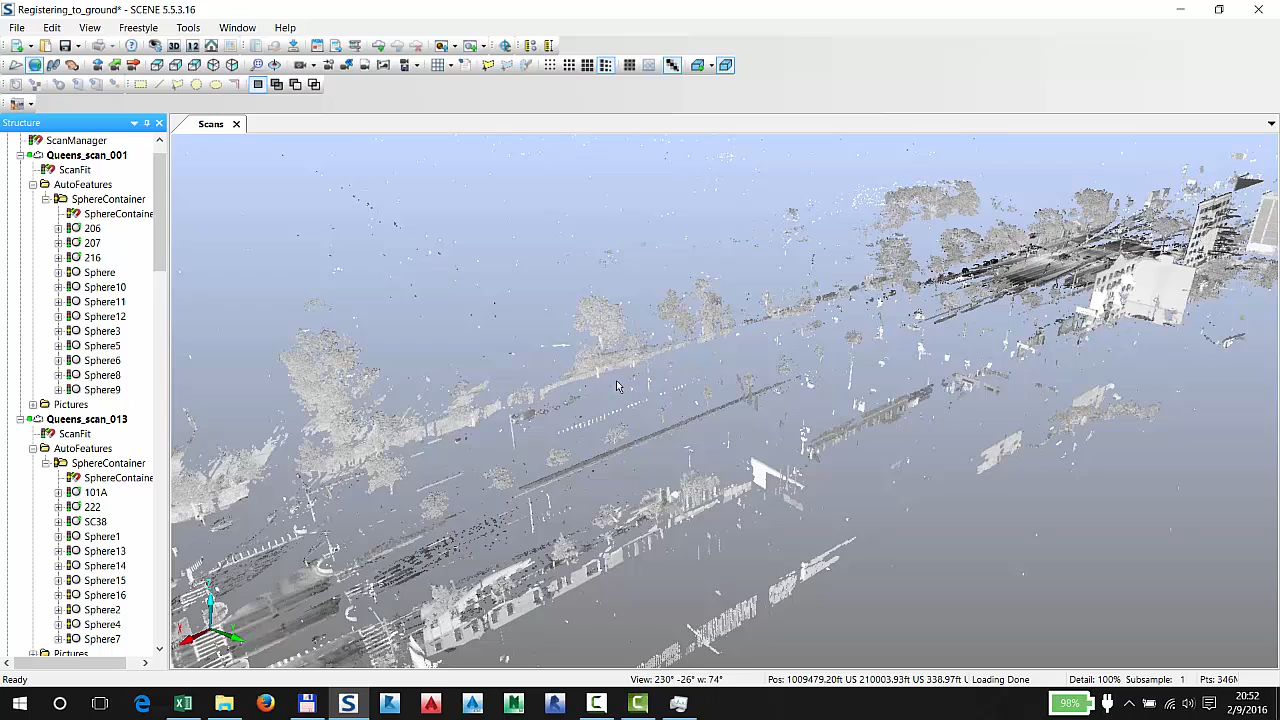 Registering_to_ground* - SCENE 5.5.3.16
File Edit View Freestyle Tools Window Help
3D 12
Structure
Scans
ScanManager
Queens_scan_001
ScanFit
AutoFeatures
SphereContainer
SphereContaine
206
207
216
Sphere
Sphere10
Sphere11
Sphere12
Sphere3
Sphere5
Sphere6
Sphere8
Sphere9
Pictures
Queens_scan_013
ScanFit
AutoFeatures
SphereContainer
SphereContaine
101A
222
SC38
Sphere1
Sphere13
Sphere14
Sphere15
Sphere16
Sphere2
Sphere4
Sphere7
Pictures
Ready
View: 230° -26° w: 74°
Pos: 1009479.20ft US 210003.93ft US 338.97ft L Loading Done
Detail: 100% Subsample: 1
Pts: 346M
98%
20:52
2/9/2016